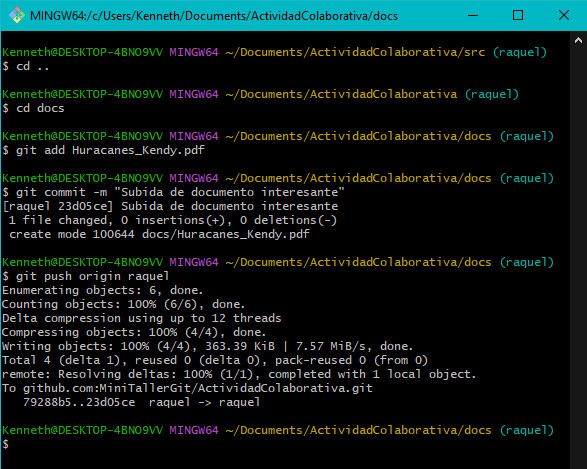 MINGW64:/c/Users/Kenneth/Documents/ActividadColaborativa/docs
Kenneth@DESKTOP-4BNO9VV MINGW64 ~/Documents/ActividadColaborativa/src (raquel)
$ cd ..
Kenneth@DESKTOP-4BNO9VV MINGW64 ~/Documents/ActividadColaborativa (raquel)
$ cd docs
Kenneth@DESKTOP-4BNO9VV MINGW64 ~/Documents/ActividadColaborativa/docs (raquel)
$ git add Huracanes_Kendy.pdf
Kenneth@DESKTOP-4BNO9VV MINGW64 ~/Documents/ActividadColaborativa/docs (raquel)
$ git commit -m "Subida de documento interesante"
[raquel 23d05ce] Subida de documento interesante
 1 file changed, 0 insertions(+), 0 deletions(-)
 create mode 100644 docs/Huracanes_Kendy.pdf
Kenneth@DESKTOP-4BNO9VV MINGW64 ~/Documents/ActividadColaborativa/docs (raquel)
$ git push origin raquel
Enumerating objects: 6, done.
Counting objects: 100% (6/6), done.
Delta compression using up to 12 threads
Compressing objects: 100% (4/4), done.
Writing objects: 100% (4/4), 363.39 KiB | 7.57 MiB/s, done.
Total 4 (delta 1), reused 0 (delta 0), pack-reused 0 (from 0)
remote: Resolving deltas: 100% (1/1), completed with 1 local object.
To github.com:MiniTallerGit/ActividadColaborativa.git
   79288b5..23d05ce  raquel -> raquel
Kenneth@DESKTOP-4BNO9VV MINGW64 ~/Documents/ActividadColaborativa/docs (raquel)
$